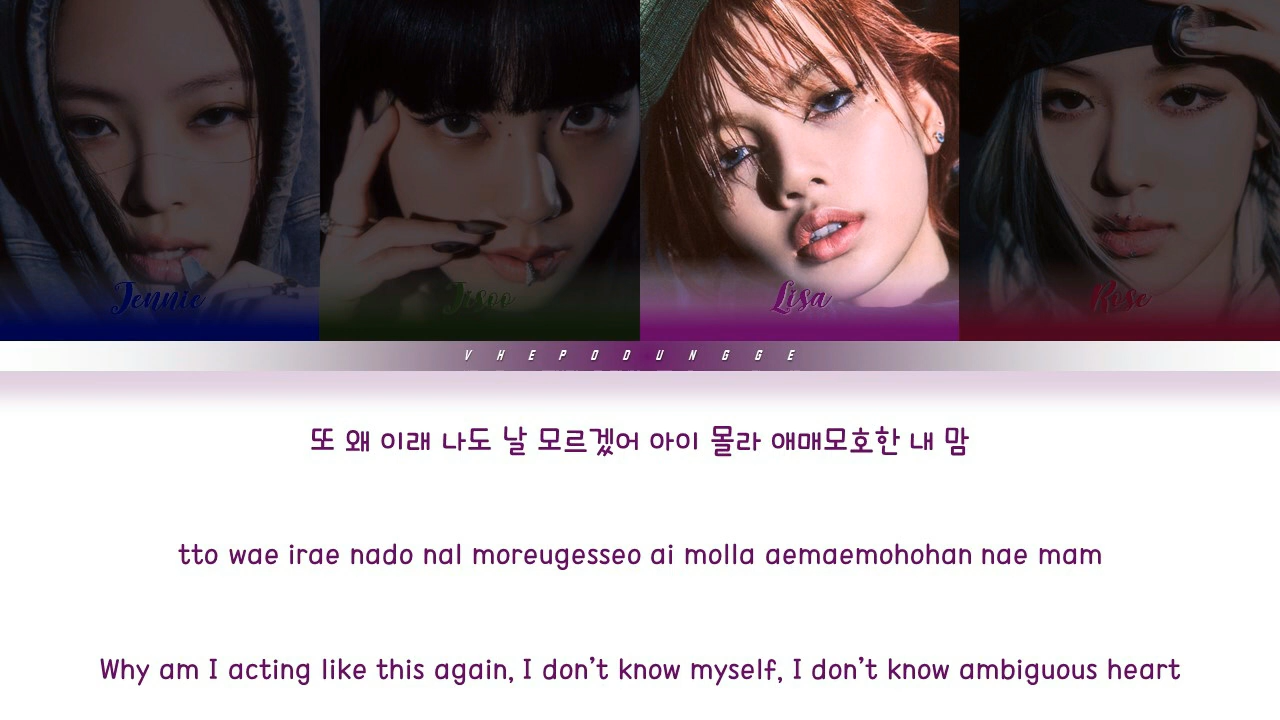 Jennie
Jisoo
Lisa
Rose
VHEPODUNGGE
또 왜 이래 나도 날 모르겠어 아이 몰라 애매모호한 내 맘
tto wae irae nado nal moreugesseo ai molla aemaemohohan nae mam
Why am I acting like this again, I don't know myself, I don't know ambiguous heart